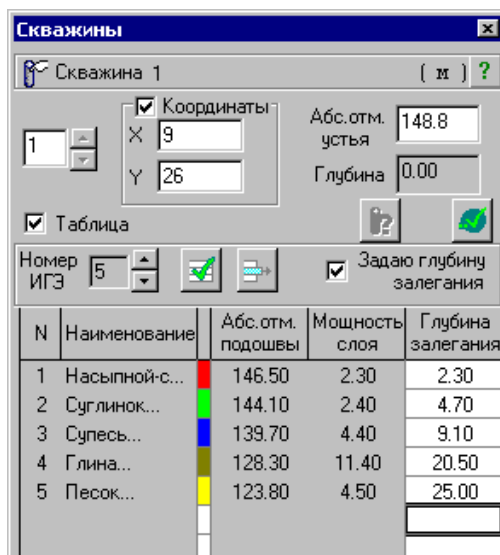 Скважины
Скважина 1 ( м ) ?
Координаты
1
X 9
Y 26
Абс.отм. устья 148.8
Глубина 0.00
Таблица
Номер ИГЭ 5
Задаю глубину залегания
N Наименование Абс.отм. подошвы Мощность слоя Глубина залегания
1 Насыпной-с... 146.50 2.30 2.30
2 Суглинок... 144.10 2.40 4.70
3 Супесь... 139.70 4.40 9.10
4 Глина... 128.30 11.40 20.50
5 Песок... 123.80 4.50 25.00